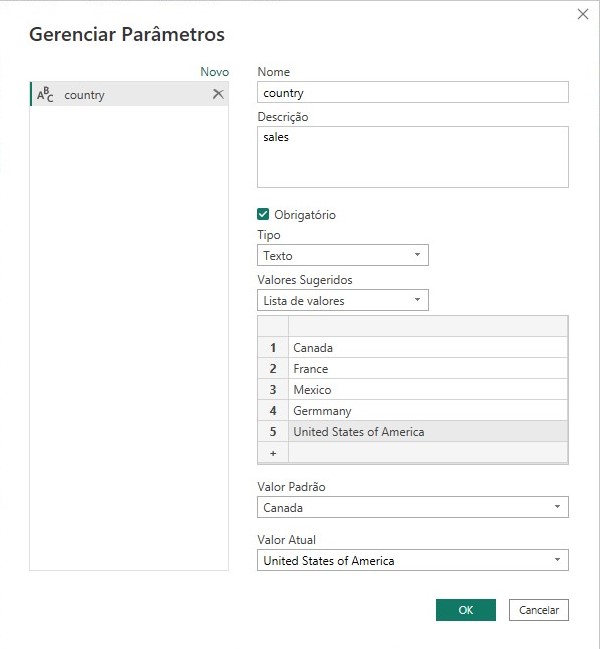 Gerenciar Parâmetros
Novo
ABC country
Nome
country
Descrição
sales
Obrigatório
Tipo
Texto
Valores Sugeridos
Lista de valores
1 Canada
2 France
3 Mexico
4 Germmany
5 United States of America
+
Valor Padrão
Canada
Valor Atual
United States of America
OK Cancelar